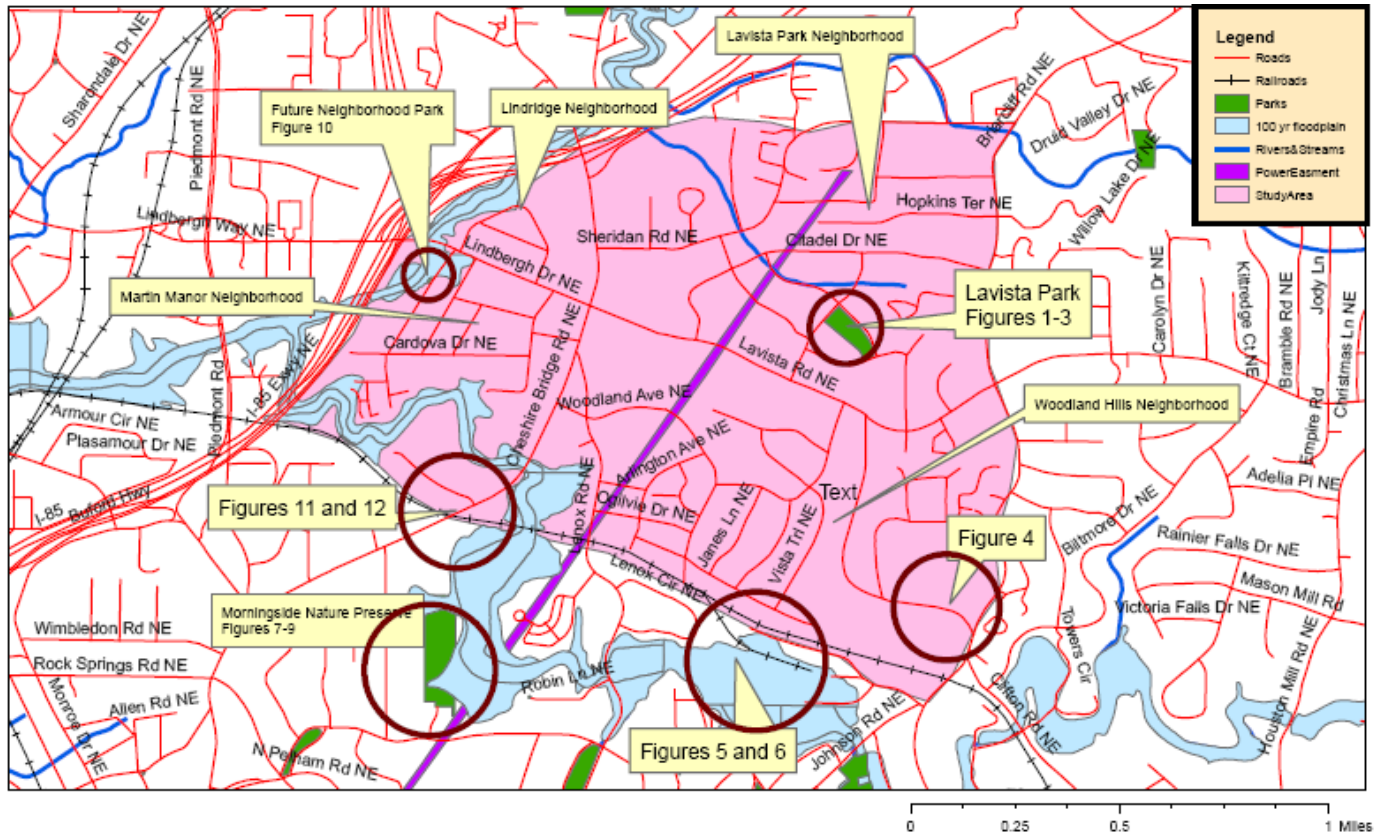 Sharondale Dr NE
Piedmont Rd NE
Future Neighborhood Park
Figure 10
Lindridge Neighborhood
Lavista Park Neighborhood
Briarcliff Rd NE
Druid Valley Dr NE
Willow Lake Dr NE
Legend
Roads
Railroads
Parks
100 yr floodplain
Rivers&Streams
PowerEasment
StudyArea
Lindbergh Way NE
Lindbergh Dr NE
Sheridan Rd NE
Hopkins Ter NE
Citadel Dr NE
Martin Manor Neighborhood
Cardova Dr NE
Cheshire Bridge Rd NE
Lavista Park
Figures 1-3
Lavista Rd NE
Carolyn Dr NE
Kittredge Ct NE
Bramble Rd NE
Jody Ln
Christmas Ln NE
Empire Rd
I-85 Expy NE
Piedmont Rd
Armour Cir NE
Plasamour Dr NE
Woodland Ave NE
Woodland Hills Neighborhood
Arlington Ave NE
Adelia Pl NE
I-85
Buford Hwy
Figures 11 and 12
Lenox Rd NE
Ogilvie Dr NE
Janes Ln NE
Vista Trl NE
Text
Figure 4
Biltmore Dr NE
Rainier Falls Dr NE
Mason Mill Rd
Victoria Falls Dr NE
Lenox Cir NE
Morningside Nature Preserve
Figures 7-9
Wimbledon Rd NE
Rock Springs Rd NE
Monroe Dr NE
Allen Rd NE
Robin Ln NE
N Pelham Rd NE
Figures 5 and 6
Johnson Rd NE
Clifton Rd NE
Towers Cir
Houston Mill Rd NE
0
0.25
0.5
1 Miles